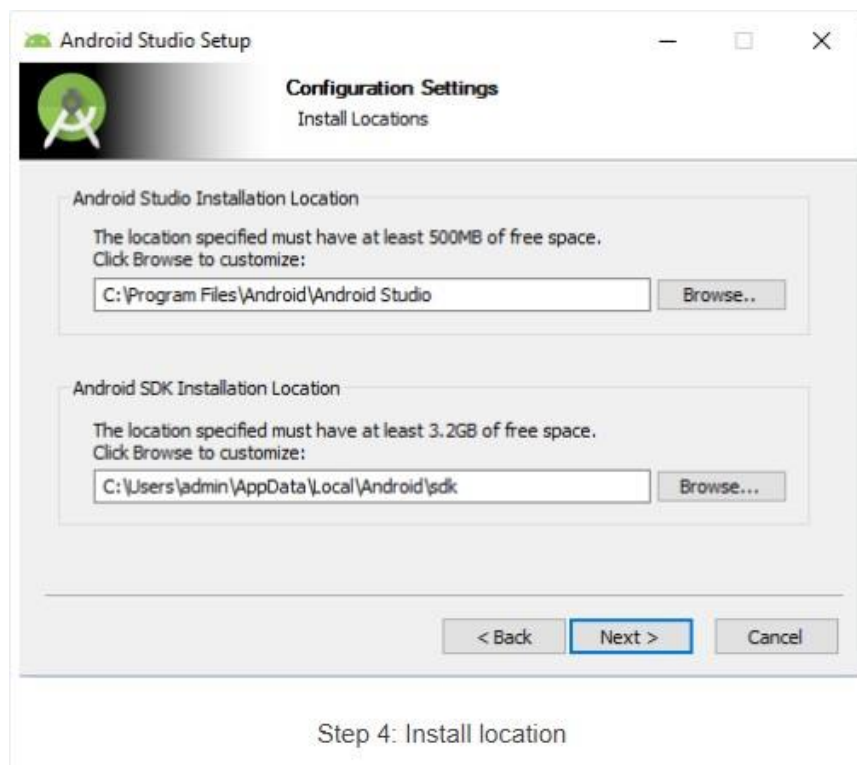 Android Studio Setup
Configuration Settings
Install Locations
Android Studio Installation Location
The location specified must have at least 500MB of free space.
Click Browse to customize:
C:\Program Files\Android\Android Studio
Browse..
Android SDK Installation Location
The location specified must have at least 3.2GB of free space.
Click Browse to customize:
C:\Users\admin\AppData\Local\Android\sdk
Browse...
< Back
Next >
Cancel
Step 4: Install location